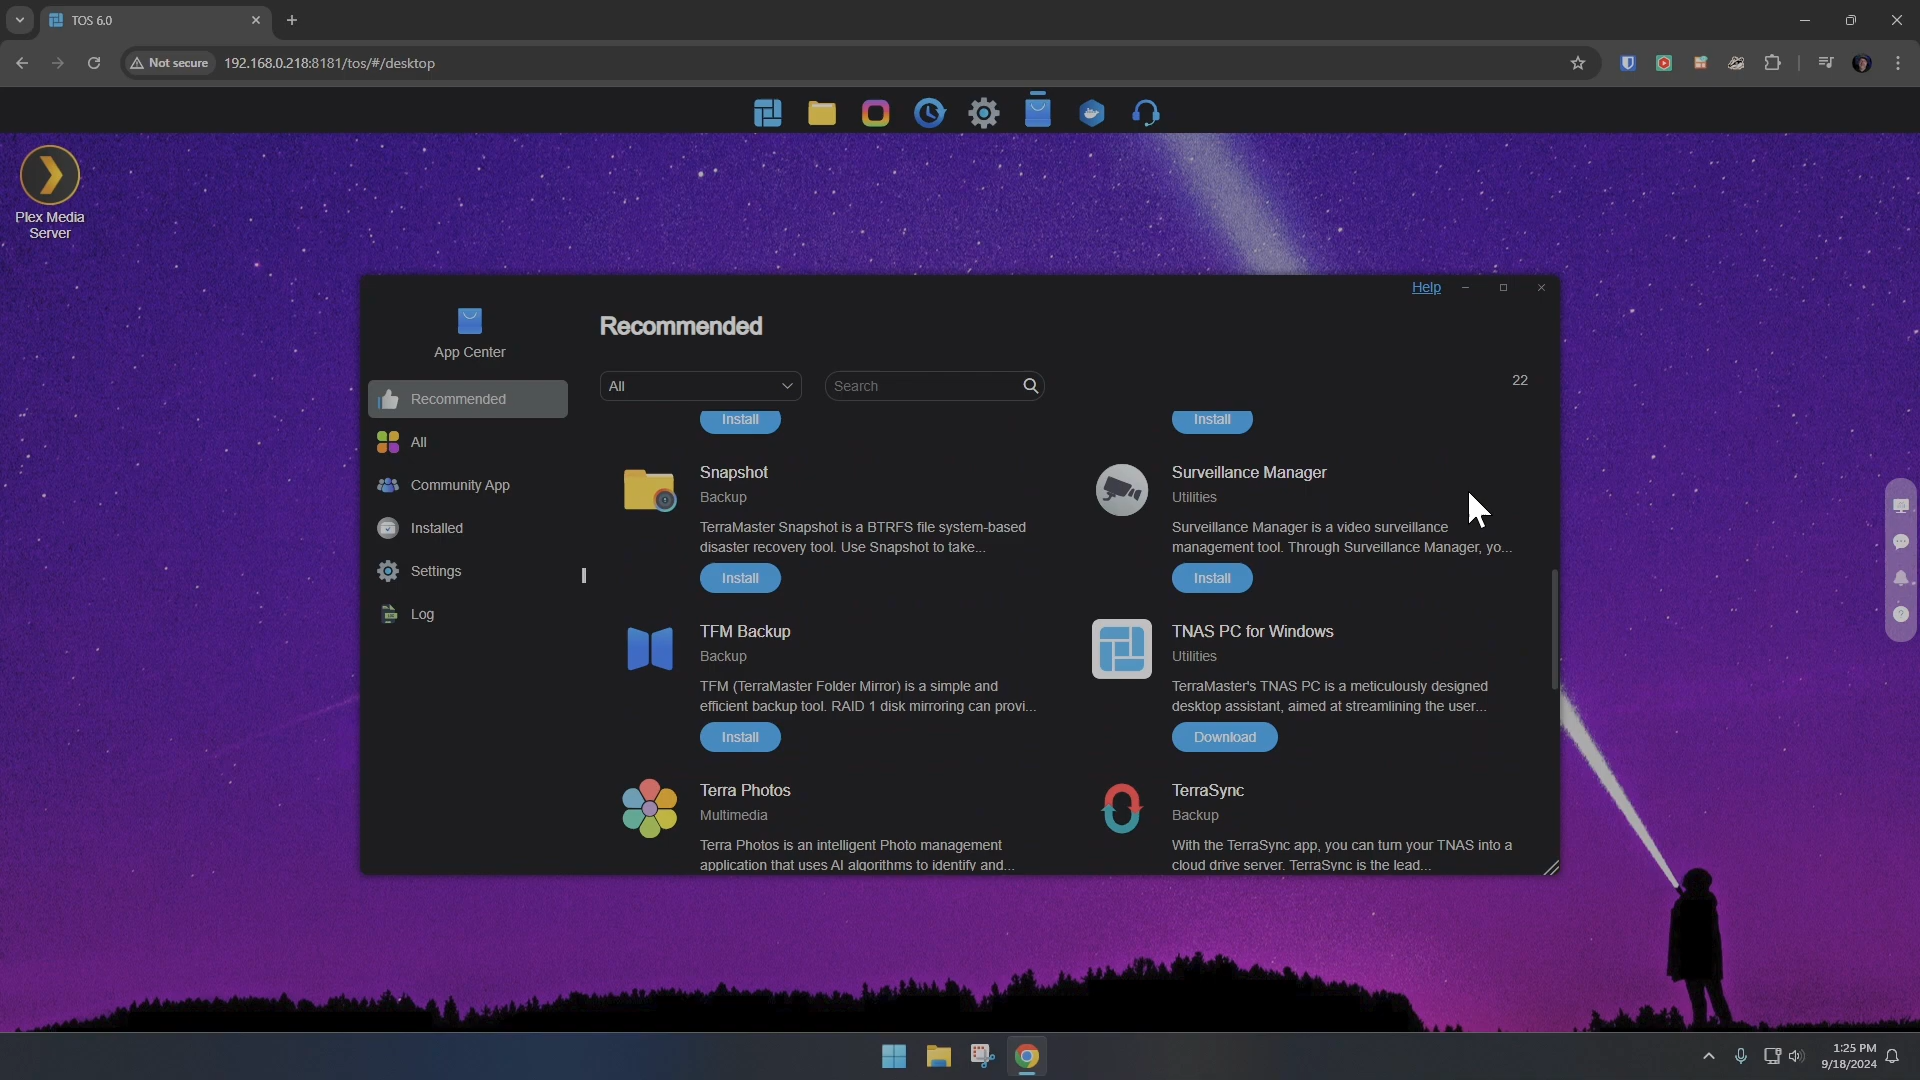 TOS 6.0
Not secure
192.168.0.218:8181/tos/#/desktop
Plex Media
Server
Help
App Center
Recommended
All
Community App
Installed
Settings
Log
Recommended
All
Search
22
Install
Install
Snapshot
Backup
TerraMaster Snapshot is a BTRFS file system-based
disaster recovery tool. Use Snapshot to take...
Install
Surveillance Manager
Utilities
Surveillance Manager is a video surveillance
management tool. Through Surveillance Manager, yo...
Install
TFM Backup
Backup
TFM (TerraMaster Folder Mirror) is a simple and
efficient backup tool. RAID 1 disk mirroring can provi...
Install
TNAS PC for Windows
Utilities
TerraMaster's TNAS PC is a meticulously designed
desktop assistant, aimed at streamlining the user...
Download
Terra Photos
Multimedia
Terra Photos is an intelligent Photo management
application that uses AI algorithms to identify and...
TerraSync
Backup
With the TerraSync app, you can turn your TNAS into a
cloud drive server. TerraSync is the lead...
1:25 PM
9/18/2024